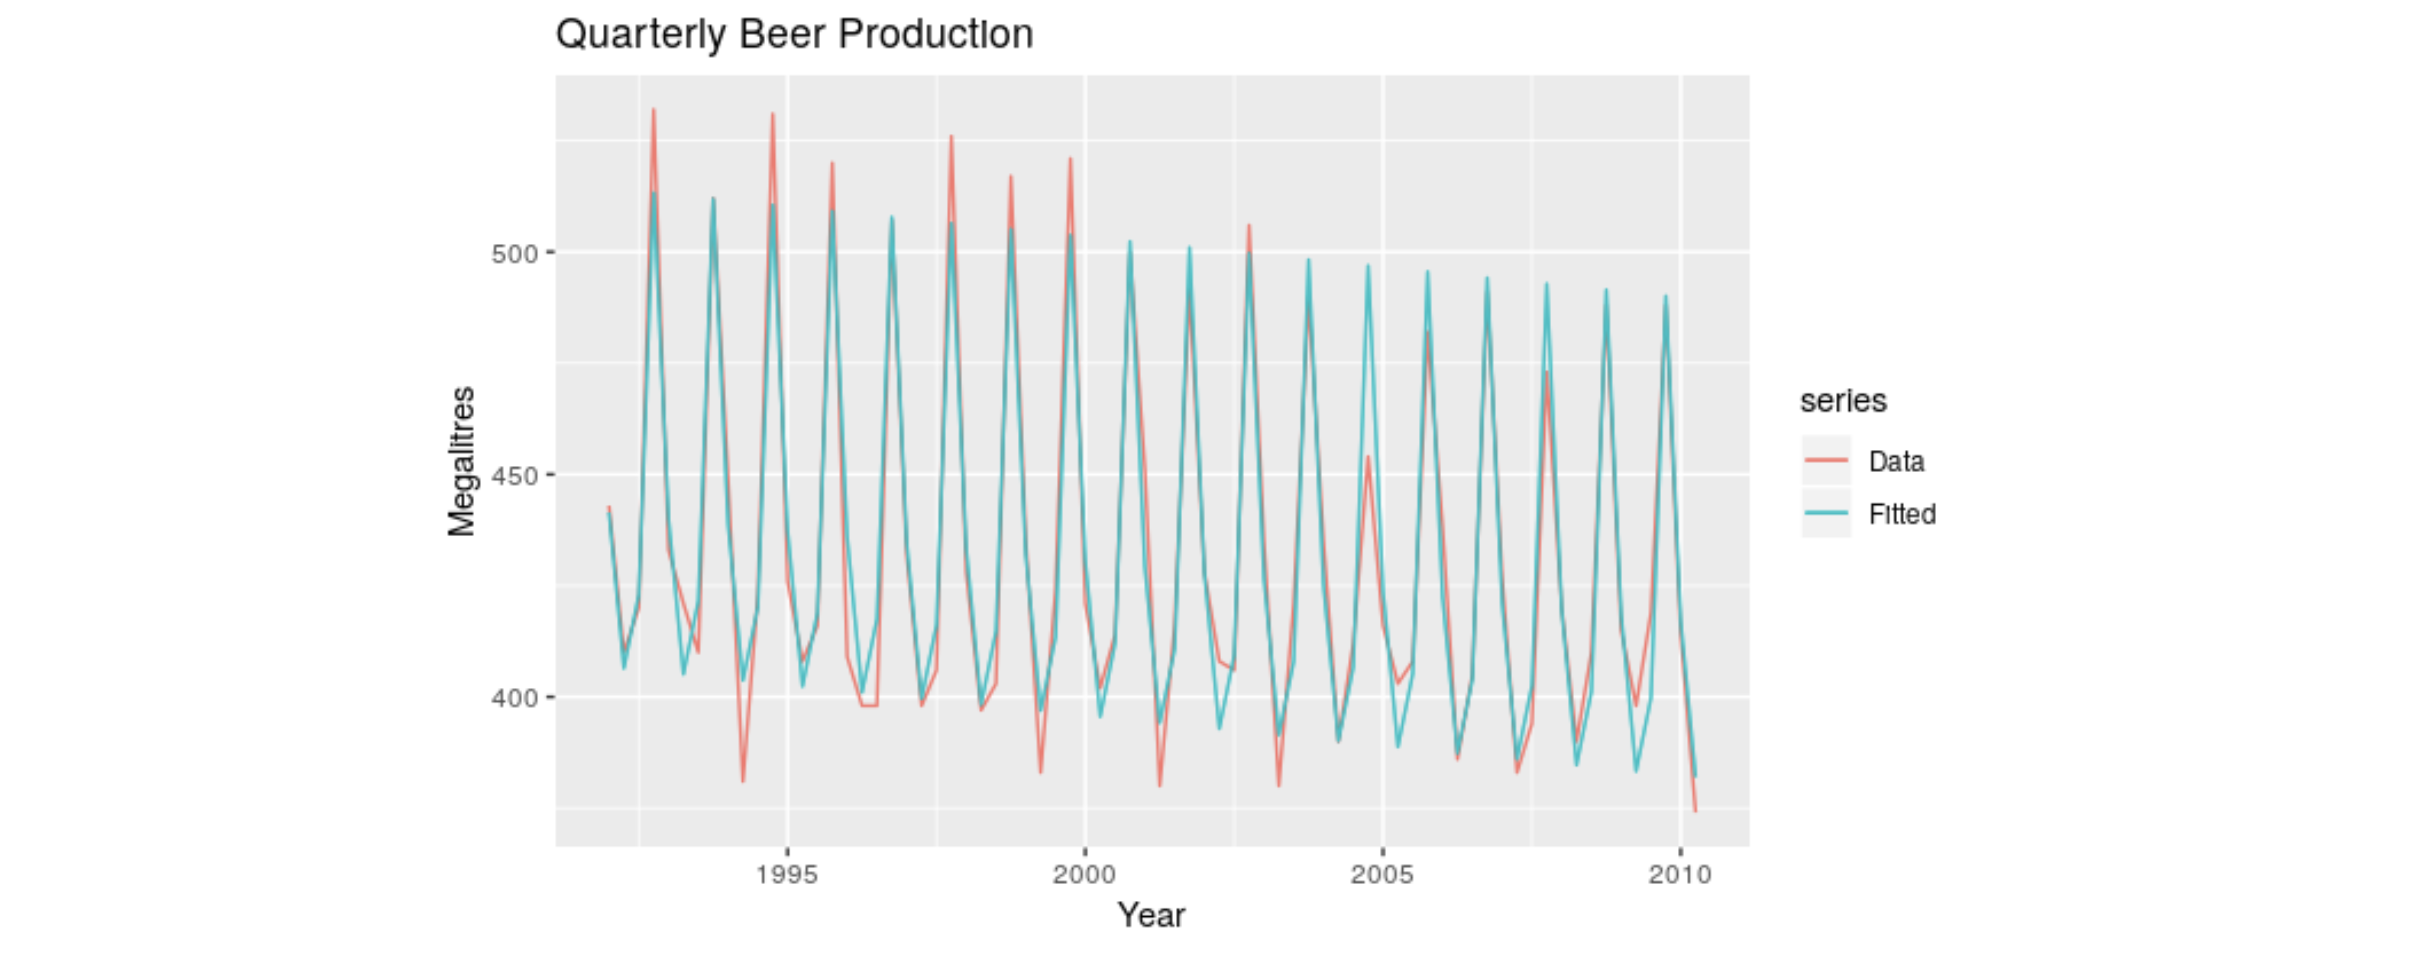 Quarterly Beer Production
500
450
400
Megalitres
1995
2000
2005
2010
Year
series
Data
Fitted